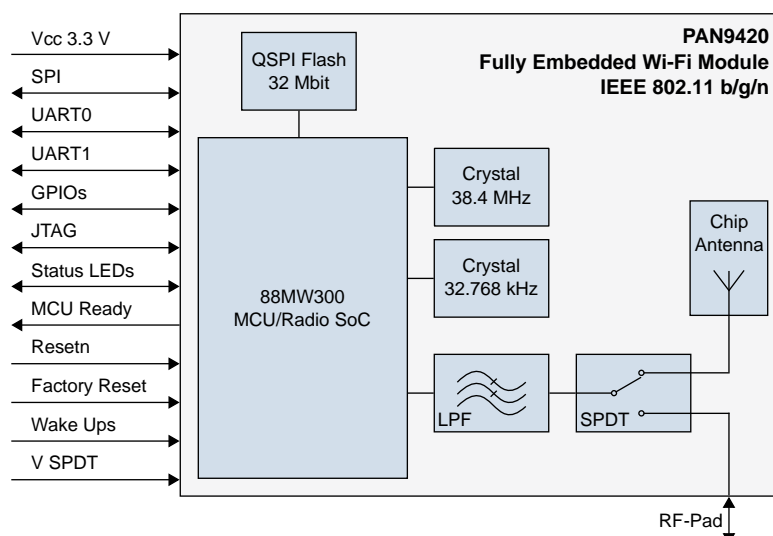 Vcc 3.3 V
SPI
UART0
UART1
GPIOs
JTAG
Status LEDs
MCU Ready
Resetn
Factory Reset
Wake Ups
V SPDT
PAN9420
Fully Embedded Wi-Fi Module
IEEE 802.11 b/g/n
QSPI Flash
32 Mbit
88MW300
MCU/Radio SoC
Crystal
38.4 MHz
Crystal
32.768 kHz
Chip
Antenna
LPF
SPDT
RF-Pad